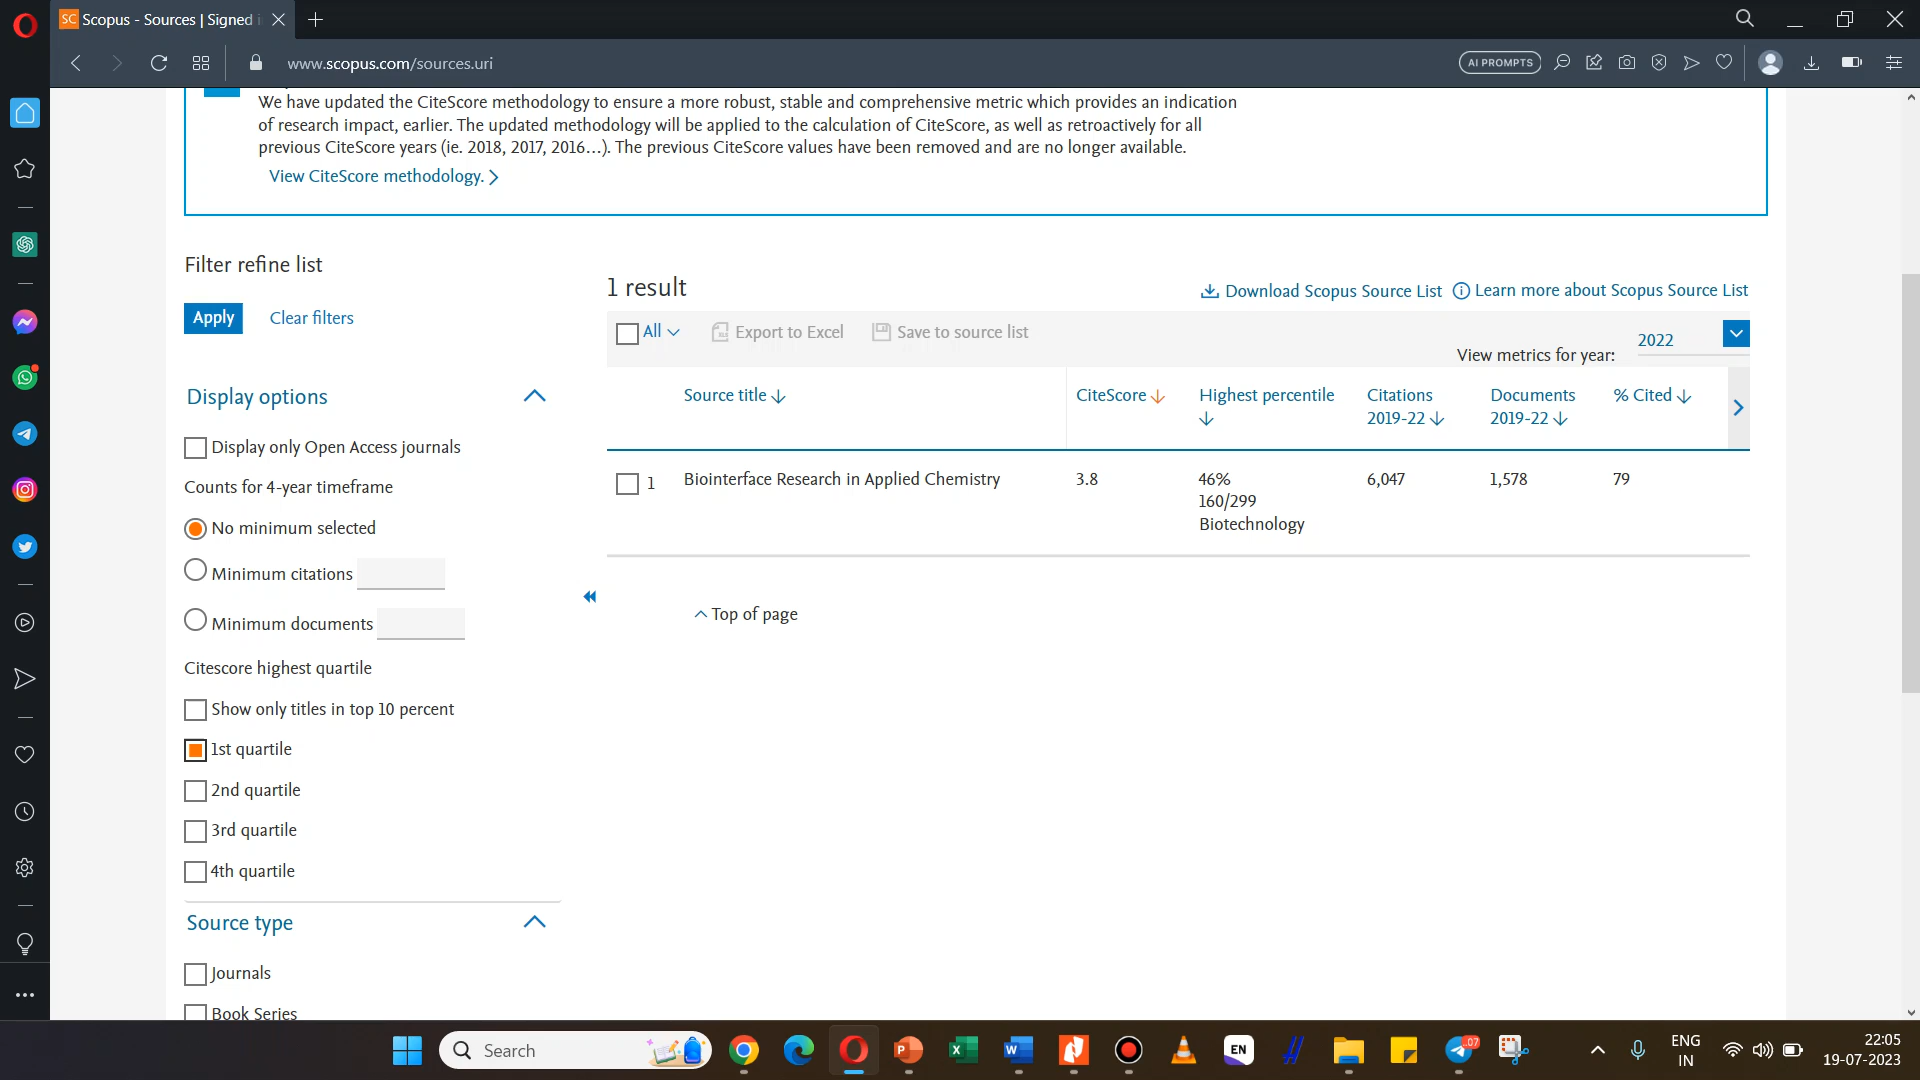 Scopus - Sources | Signed i
www.scopus.com/sources.uri
AI PROMPTS
We have updated the CiteScore methodology to ensure a more robust, stable and comprehensive metric which provides an indication
of research impact, earlier. The updated methodology will be applied to the calculation of CiteScore, as well as retroactively for all
previous CiteScore years (ie. 2018, 2017, 2016...). The previous CiteScore values have been removed and are no longer available.
View CiteScore methodology.
Filter refine list
Apply
Clear filters
Display options
Display only Open Access journals
Counts for 4-year timeframe
No minimum selected
Minimum citations
Minimum documents
Citescore highest quartile
Show only titles in top 10 percent
1st quartile
2nd quartile
3rd quartile
4th quartile
Source type
Journals
Book Series
1 result
Download Scopus Source List
Learn more about Scopus Source List
All
Export to Excel
Save to source list
View metrics for year:
2022
Source title
CiteScore
Highest percentile
Citations
2019-22
Documents
2019-22
% Cited
1
Biointerface Research in Applied Chemistry
3.8
46%
160/299
Biotechnology
6,047
1,578
79
Top of page
Search
EN
ENG
IN
22:05
19-07-2023